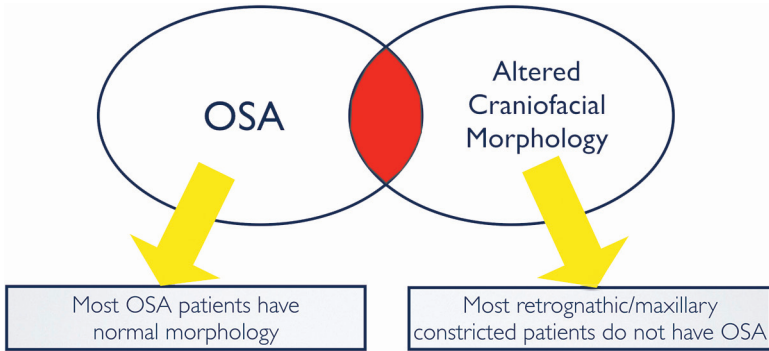 OSA
Altered
Craniofacial
Morphology
Most OSA patients have
normal morphology
Most retrognathic/maxillary
constricted patients do not have OSA